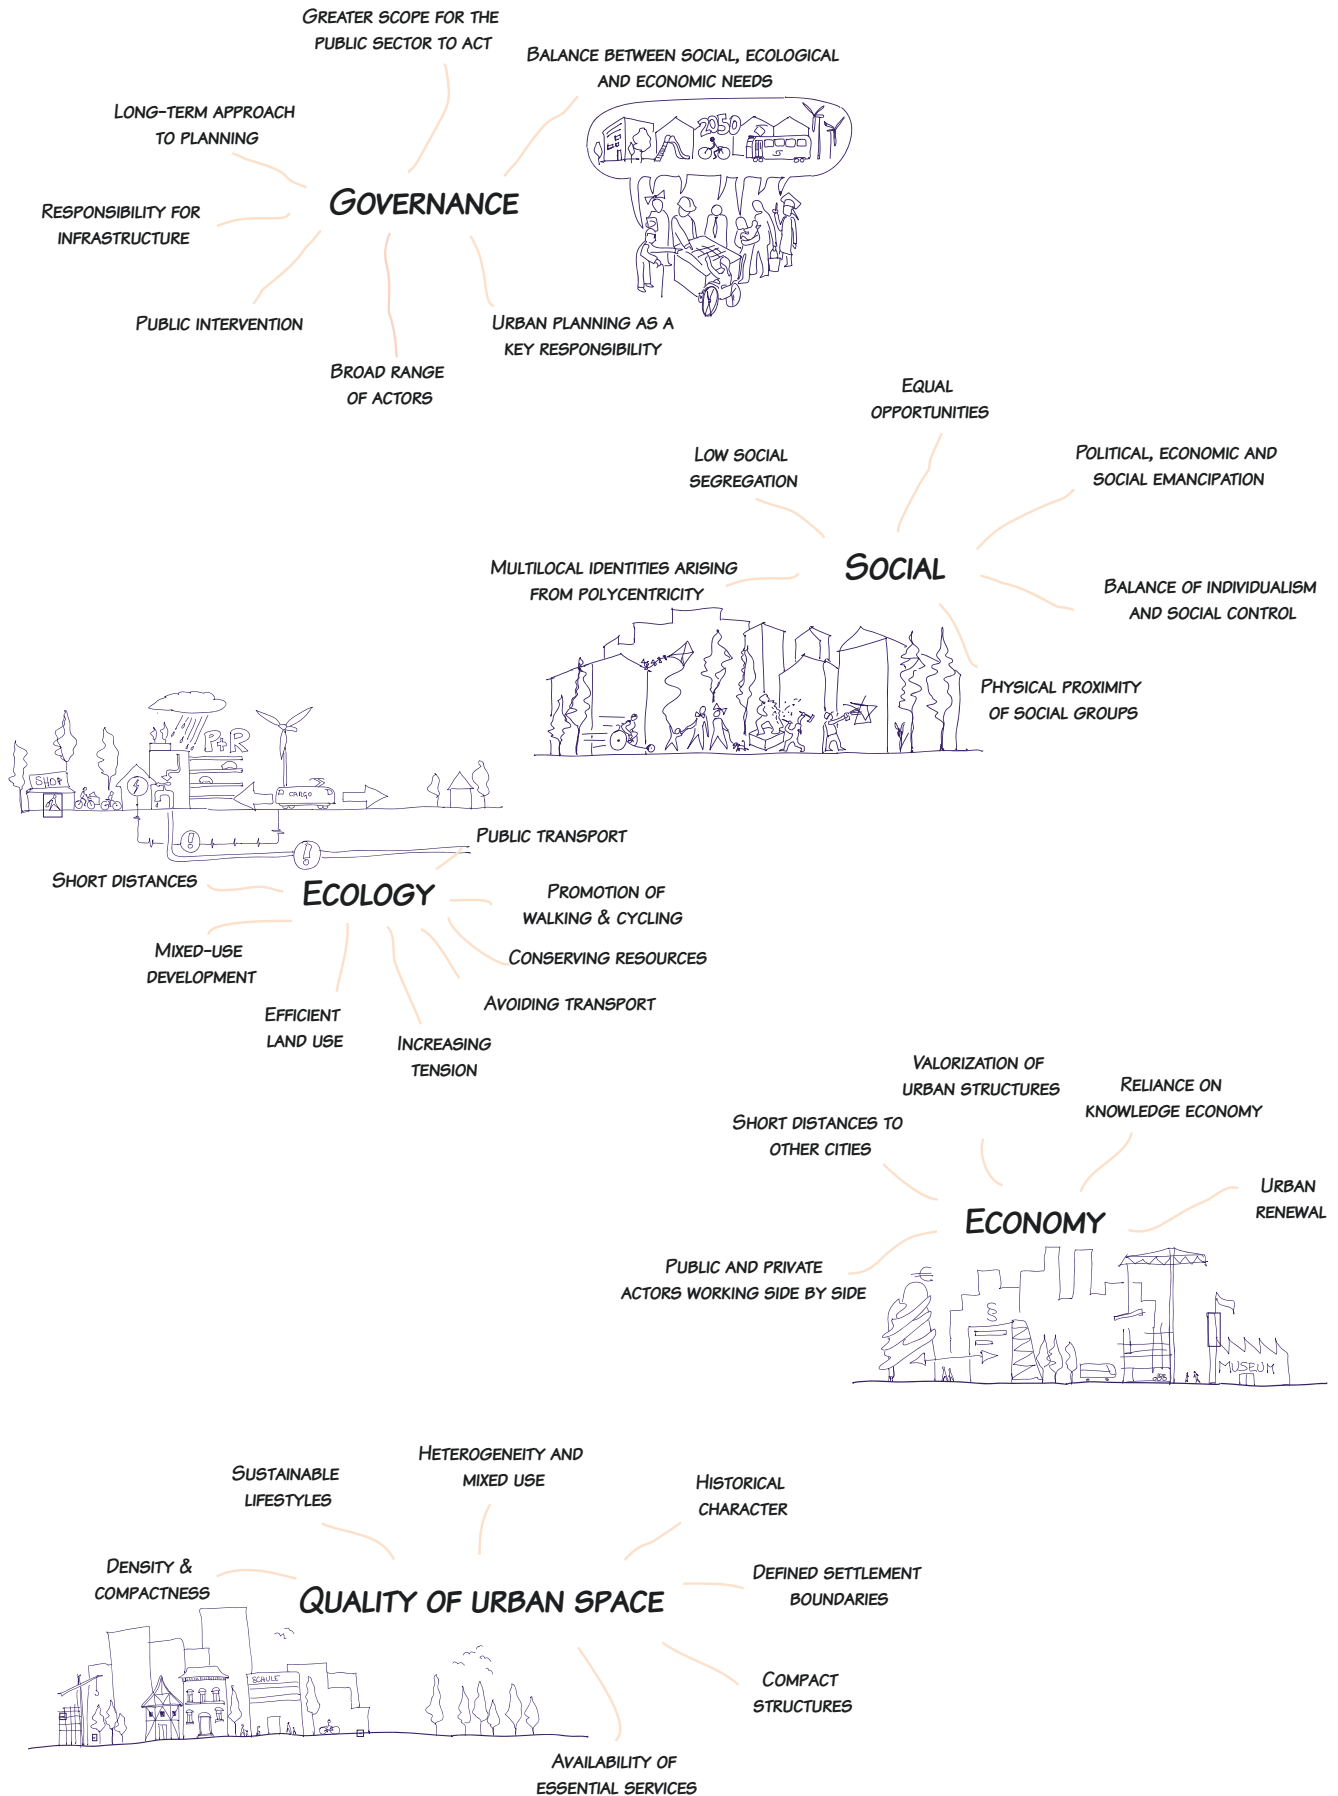 Greater scope for the
public sector to act
Balance between social, ecological
and economic needs
Long-term approach
to planning
2050
S
Governance
Responsibility for
infrastructure
Public intervention
Urban planning as a
key responsibility
Broad range
of actors
Equal
opportunities
Low social
segregation
Political, economic and
social emancipation
Social
Multilocal identities arising
from polycentricity
Balance of individualism
and social control
Physical proximity
of social groups
P+R
SHOP
CARGO
Public transport
Short distances
Ecology
Promotion of
walking & cycling
Mixed-use
development
Conserving resources
Avoiding transport
Efficient
land use
Increasing
tension
Valorization of
urban structures
Reliance on
knowledge economy
Short distances to
other cities
Urban
renewal
Economy
Public and private
actors working side by side
€
§
MUSEUM
Heterogeneity and
mixed use
Sustainable
lifestyles
Historical
character
Density &
compactness
Defined settlement
boundaries
Quality of urban space
SCHULE
Compact
structures
Availability of
essential services